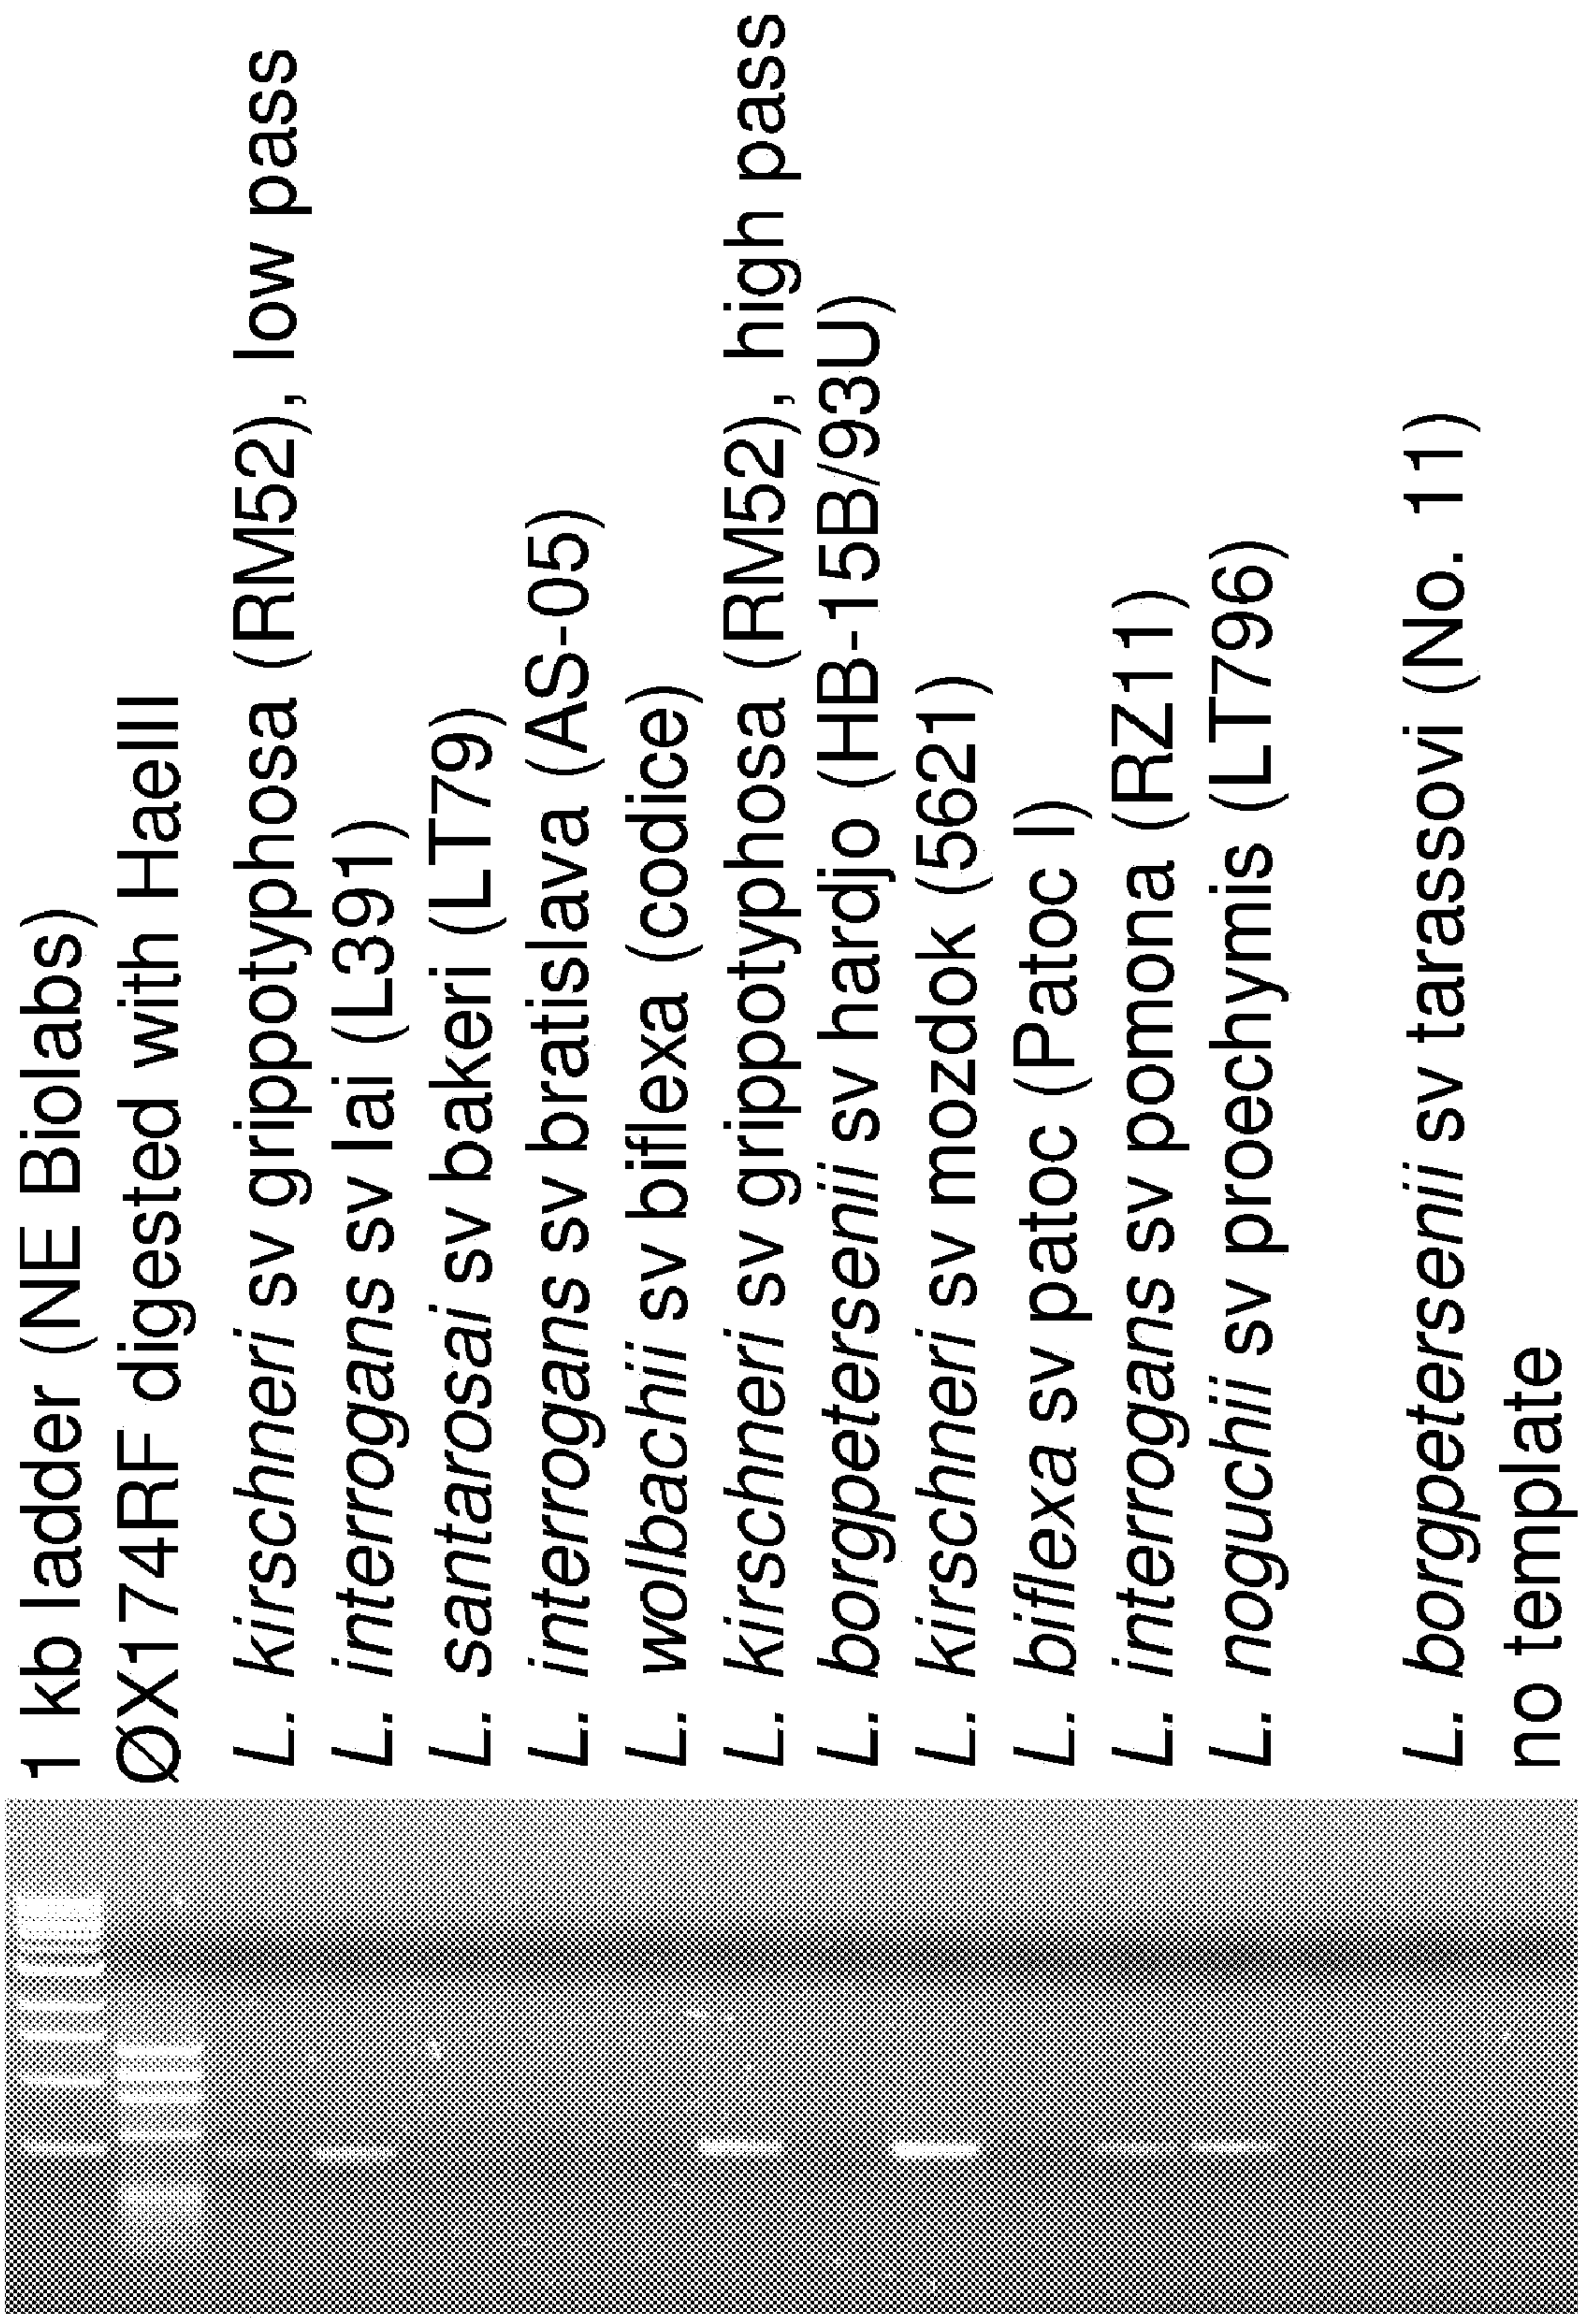 1 kb ladder (NE Biolabs)
ØX174RF digested with HaeIII
L. kirschneri sv grippotyphosa (RM52), low pass
L. interrogans sv lai (L391)
L. santarosai sv bakeri (LT79)
L. interrogans sv bratislava (AS-05)
L. wolbachii sv biflexa (codice)
L. kirschneri sv grippotyphosa (RM52), high pass
L. borgpetersenii sv hardjo (HB-15B/93U)
L. kirschneri sv mozdok (5621)
L. biflexa sv patoc (Patoc I)
L. interrogans sv pomona (RZ11)
L. noguchii sv proechymis (LT796)
L. borgpetersenii sv tarassovi (No. 11)
no template